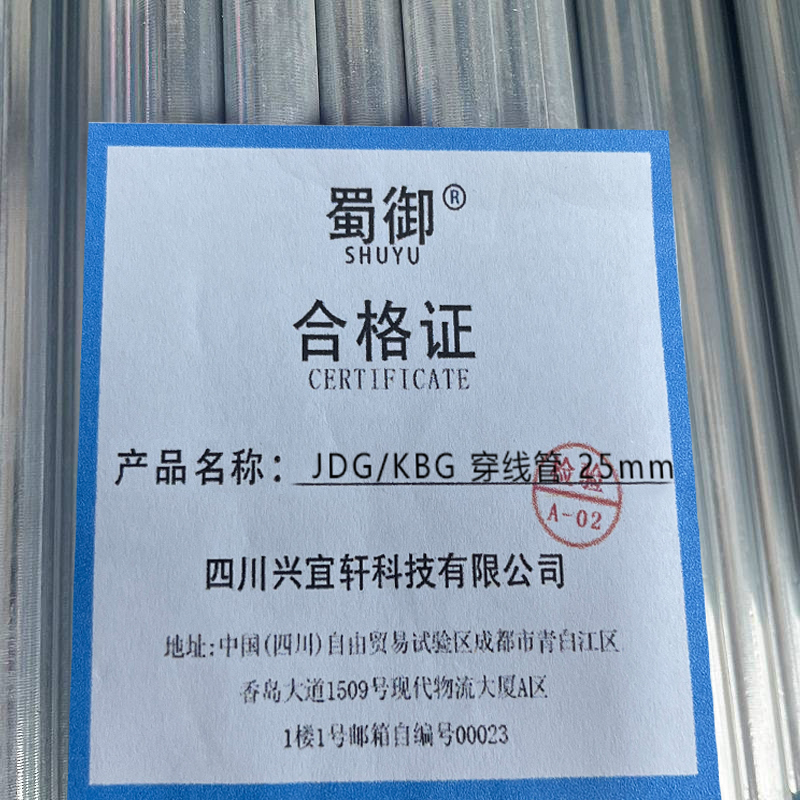 蜀御®
SHUYU
合格证
CERTIFICATE
产品名称：JDG/KBG 穿线管 25mm
检验
A-02
四川兴宜轩科技有限公司
地址:中国(四川)自由贸易试验区成都市青白江区
香岛大道1509号现代物流大厦A区
1楼1号邮箱自编号00023